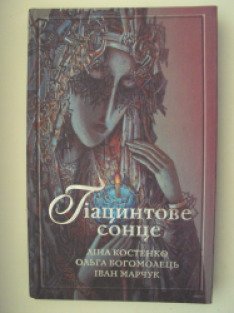 Гіацинтове
сонце
ЛІНА КОСТЕНКО
ОЛЬГА БОГОМОЛЕЦЬ
ІВАН МАРЧУК